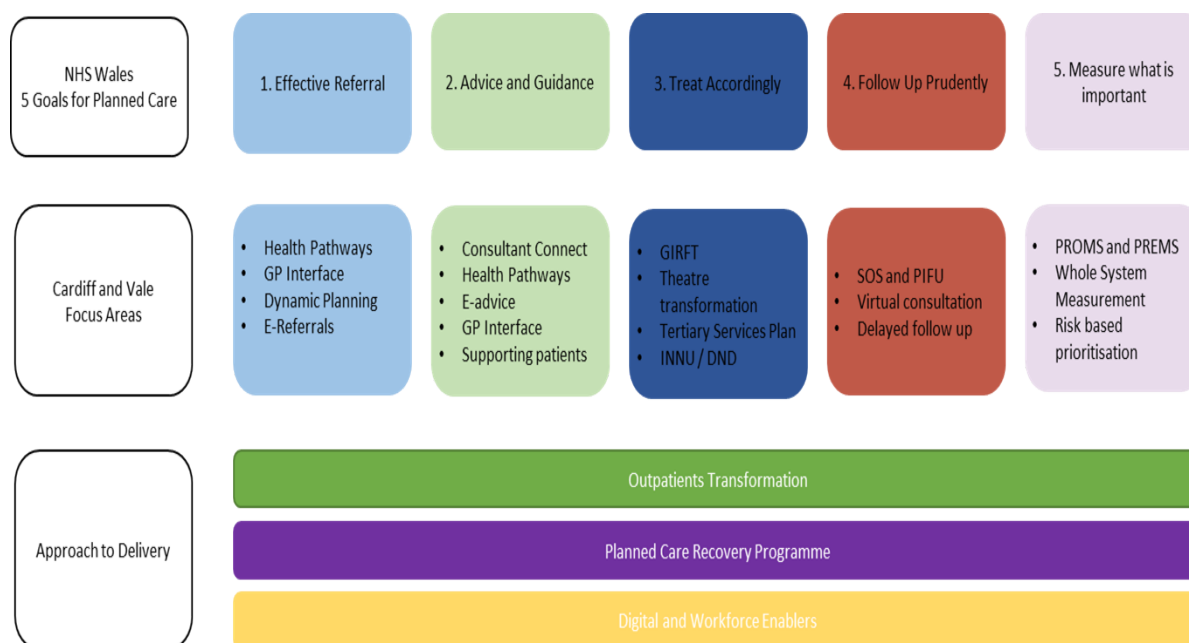 NHS Wales
5 Goals for Planned Care
1. Effective Referral
2. Advice and Guidance
3. Treat Accordingly
4. Follow Up Prudently
5. Measure what is
important
Cardiff and Vale
Focus Areas
• Health Pathways
• GP Interface
• Dynamic Planning
• E-Referrals
• Consultant Connect
• Health Pathways
• E-advice
• GP Interface
• Supporting patients
• GIRFT
• Theatre
transformation
• Tertiary Services Plan
• INNU / DND
• SOS and PIFU
• Virtual consultation
• Delayed follow up
• PROMS and PREMS
• Whole System
Measurement
• Risk based
prioritisation
Approach to Delivery
Outpatients Transformation
Planned Care Recovery Programme
Digital and Workforce Enablers